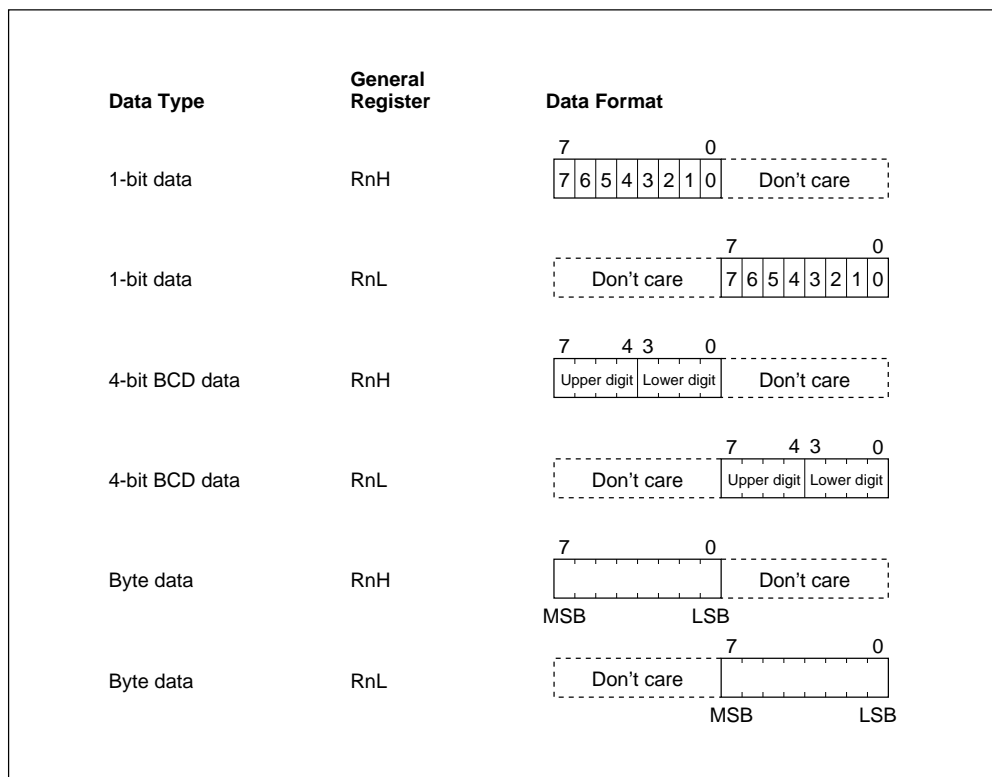 General
Data Type Register Data Format
7 0
1-bit data RnH 7 6 5 4 3 2 1 0 Don't care
7 0
1-bit data RnL Don't care 7 6 5 4 3 2 1 0
7 4 3 0
4-bit BCD data RnH Upper digit Lower digit Don't care
7 4 3 0
4-bit BCD data RnL Don't care Upper digit Lower digit
7 0
Byte data RnH Don't care
MSB LSB
7 0
Byte data RnL Don't care
MSB LSB